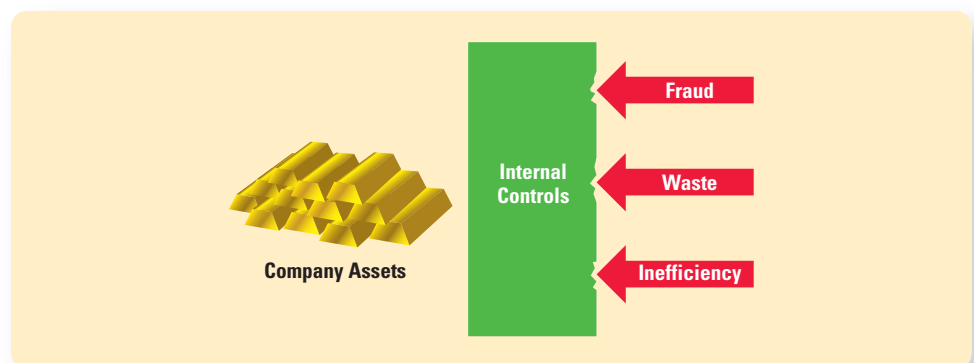 Company Assets
Internal
Controls
Fraud
Waste
Inefficiency